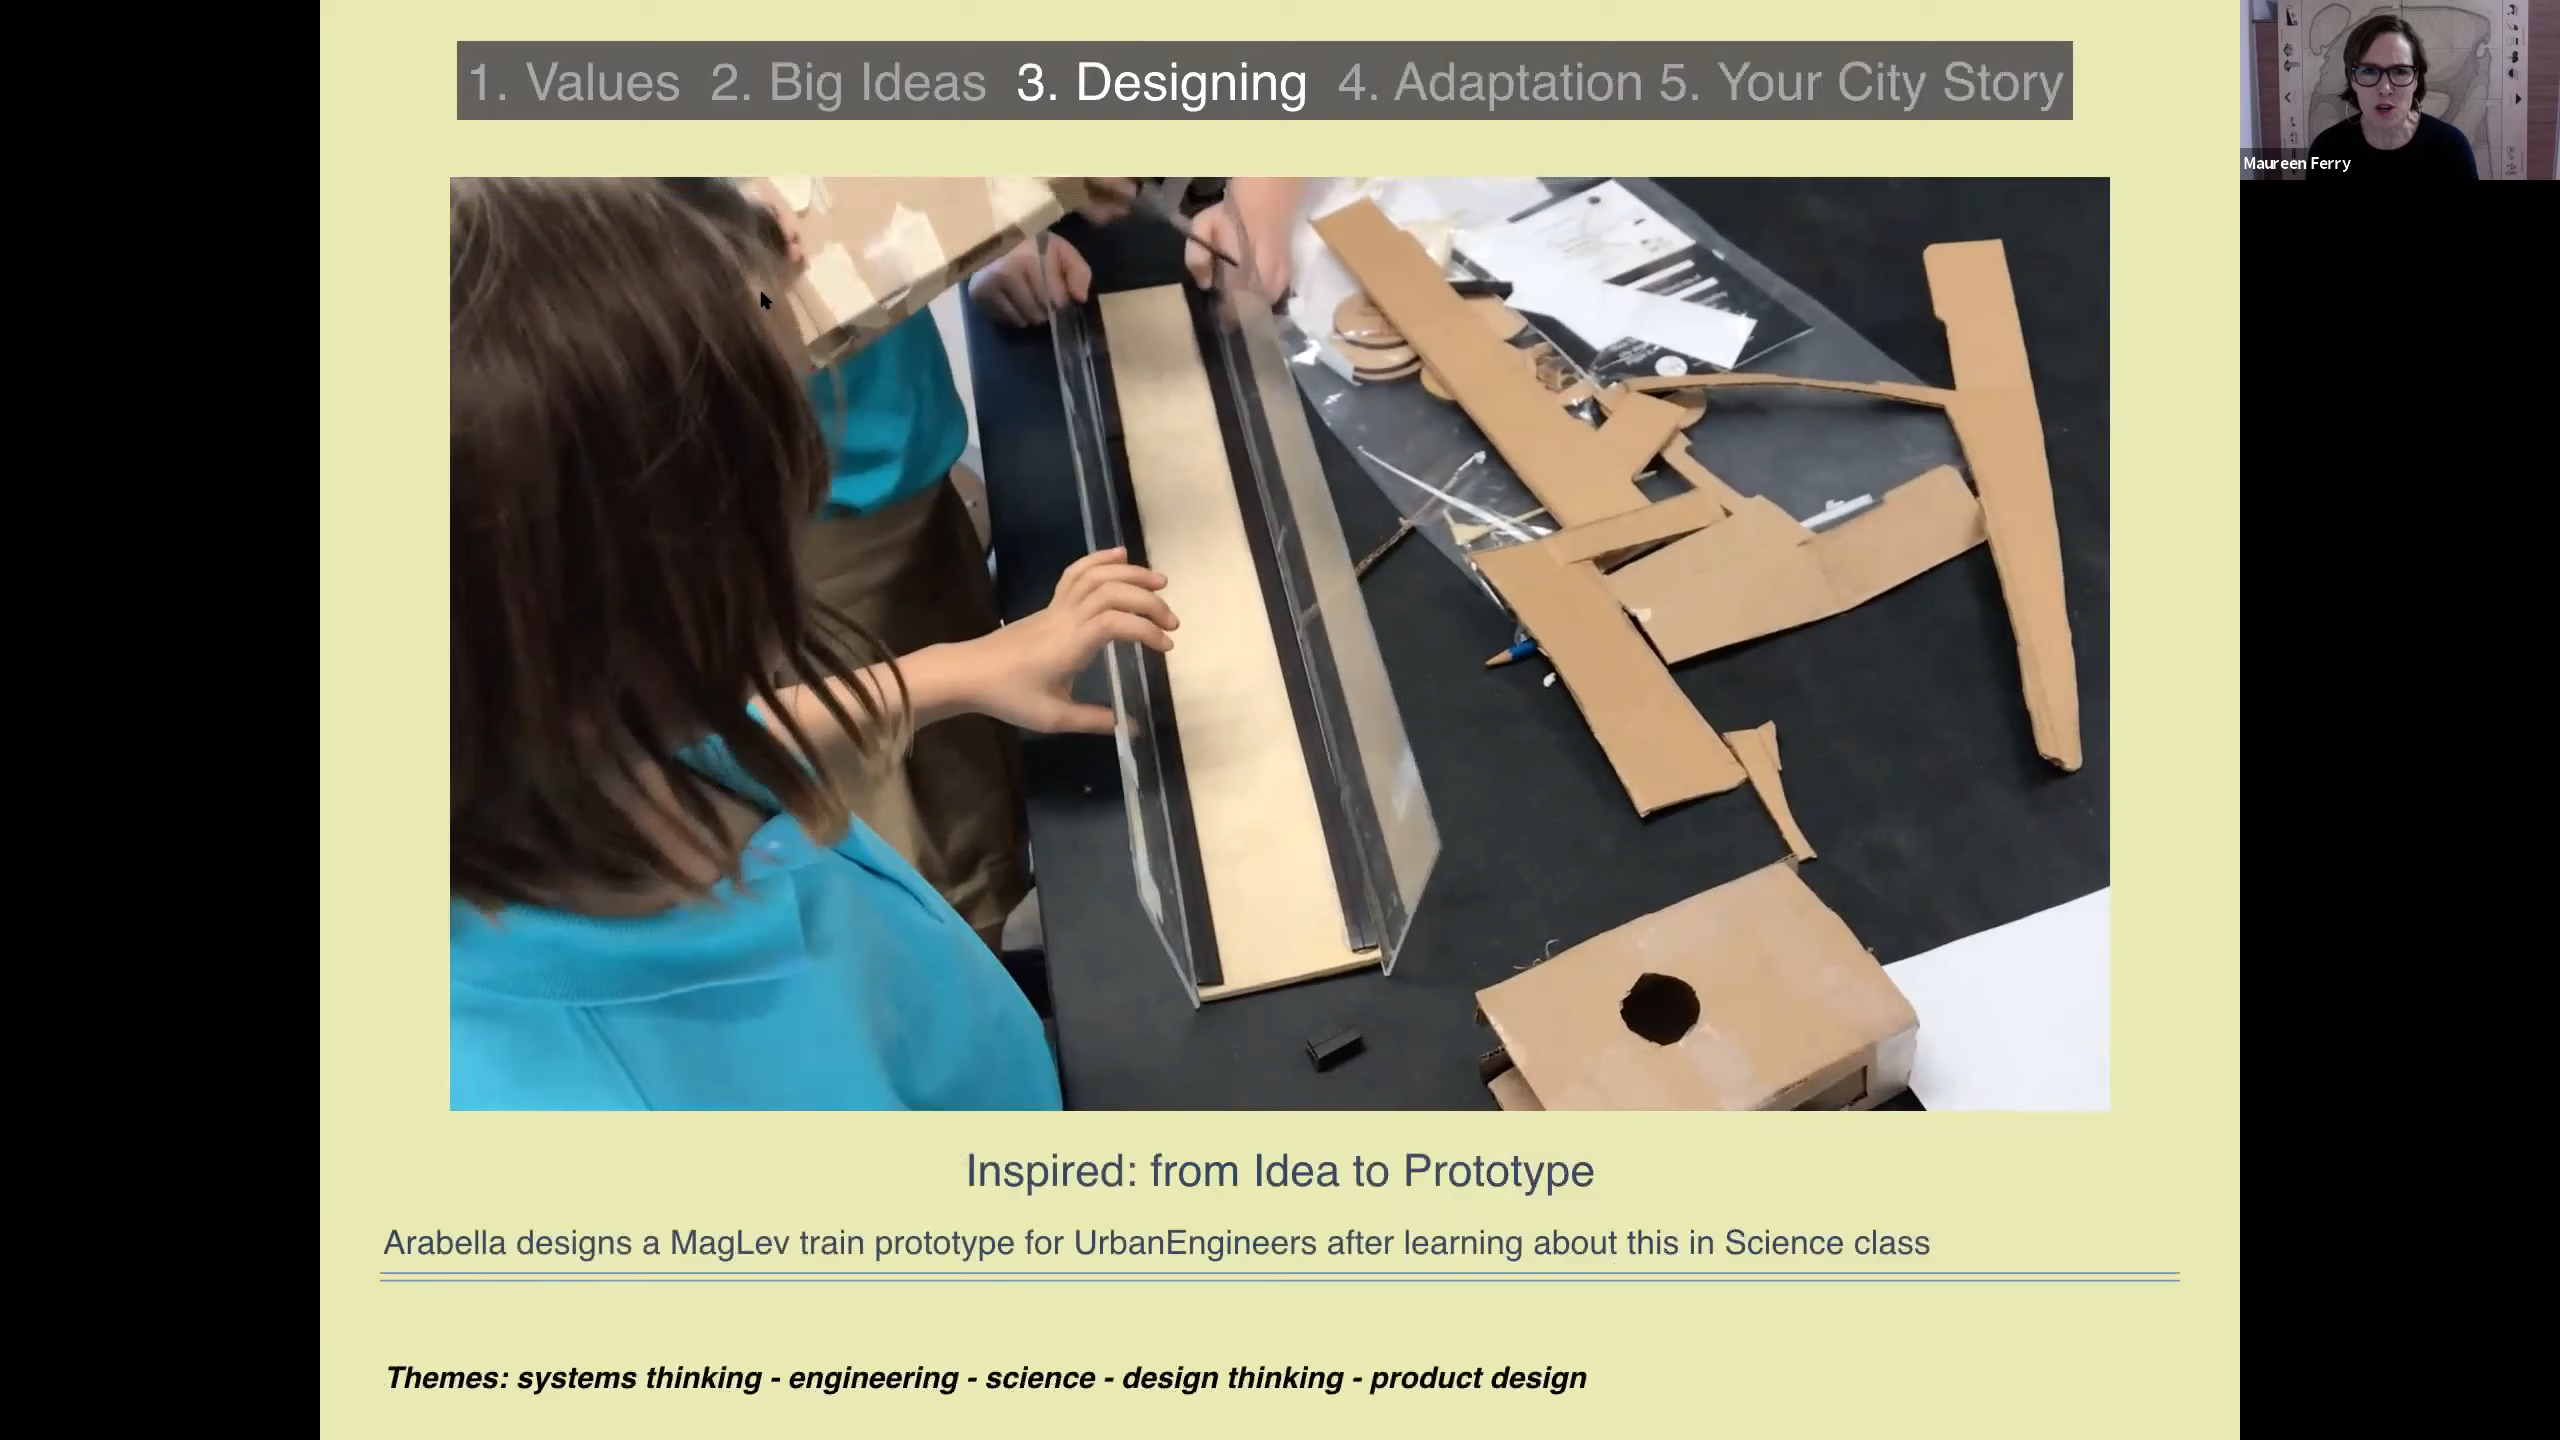 1. Values 2. Big Ideas 3. Designing 4. Adaptation 5. Your City Story
Maureen Ferry
Inspired: from Idea to Prototype
Arabella designs a MagLev train prototype for UrbanEngineers after learning about this in Science class
Themes: systems thinking - engineering - science - design thinking - product design